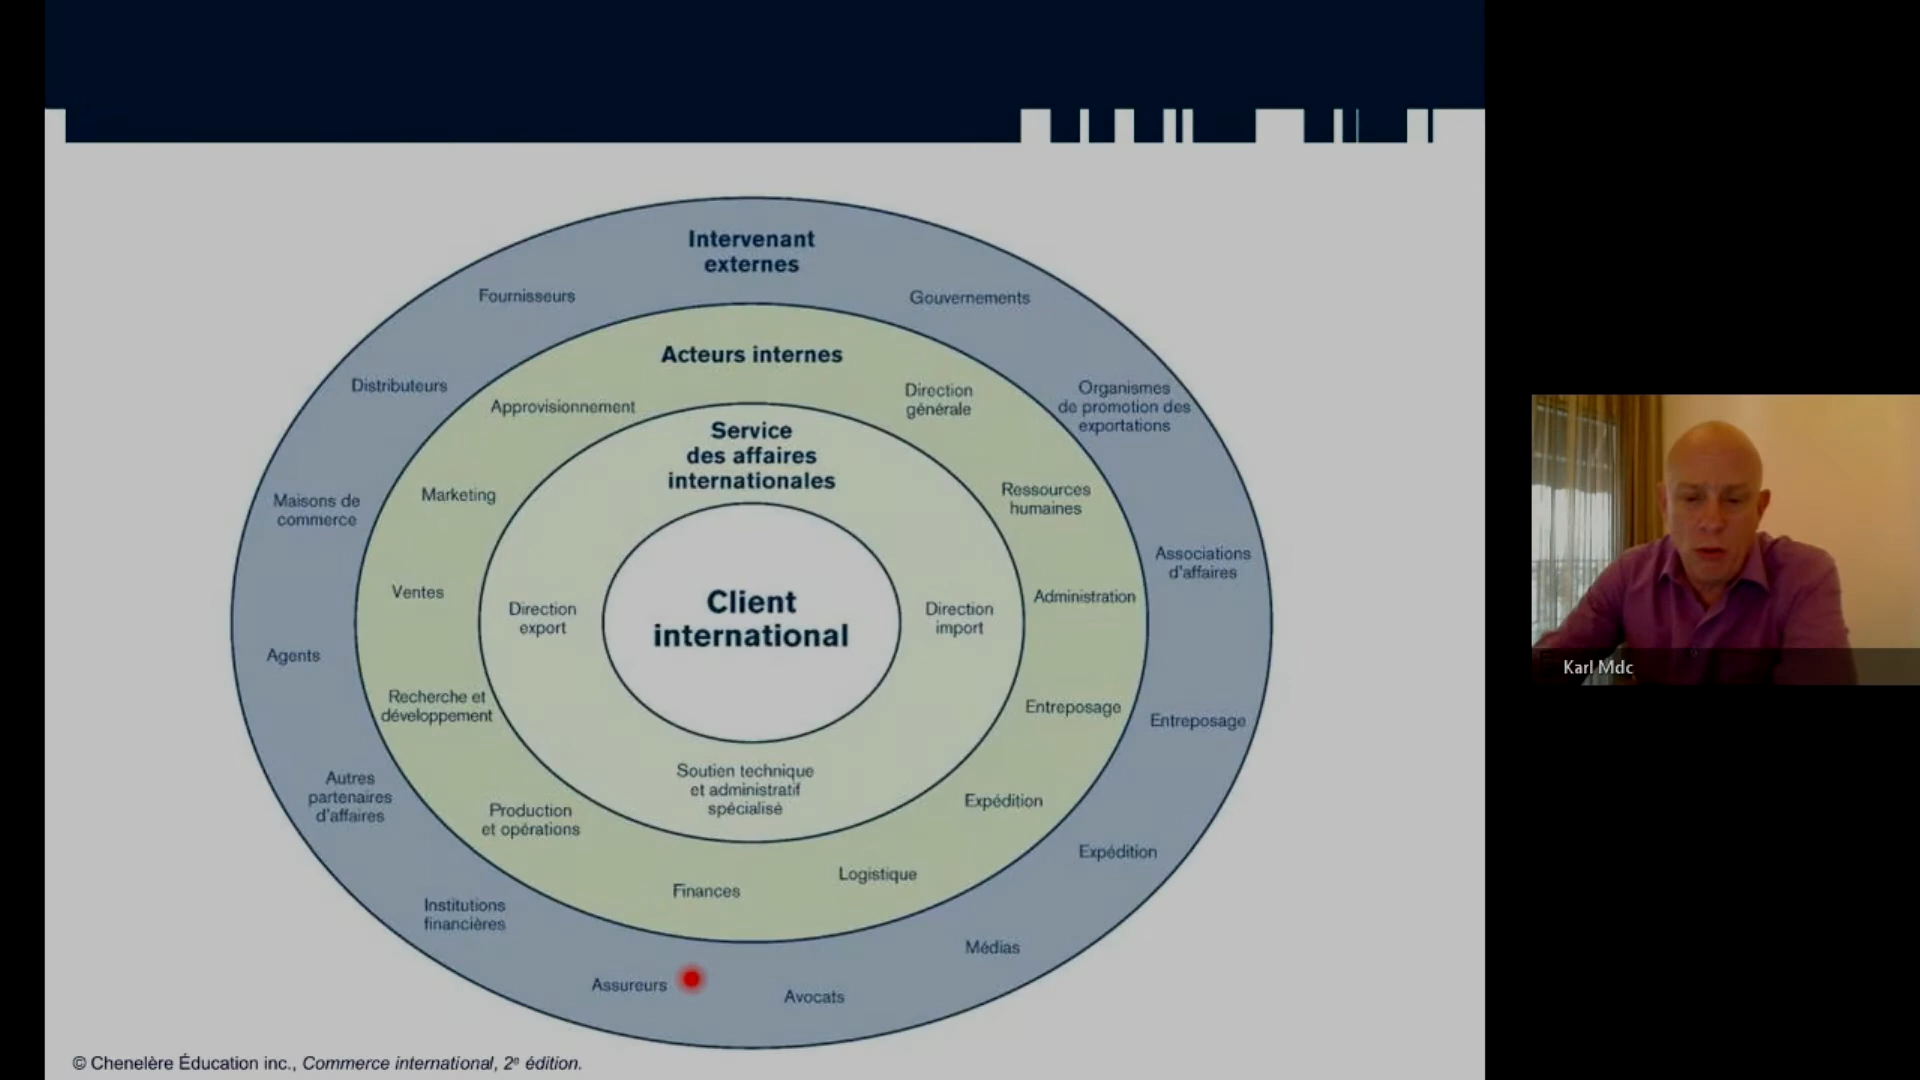 Intervenant
externes
Fournisseurs
Gouvernements
Acteurs internes
Distributeurs
Approvisionnement
Direction
générale
Organismes
de promotion des
exportations
Service
des affaires
internationales
Marketing
Ressources
humaines
Maisons de
commerce
Associations
d'affaires
Ventes
Administration
Direction
export
Client
international
Direction
import
Agents
Recherche et
développement
Entreposage
Entreposage
Autres
partenaires
d'affaires
Soutien technique
et administratif
spécialisé
Production
et opérations
Expédition
Expédition
Logistique
Finances
Institutions
financières
Médias
Assureurs
Avocats
© Chenelère Éducation inc., Commerce international, 2e édition.
Karl Mdc